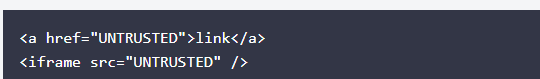 <a href="UNTRUSTED">link</a>
<iframe src="UNTRUSTED" />